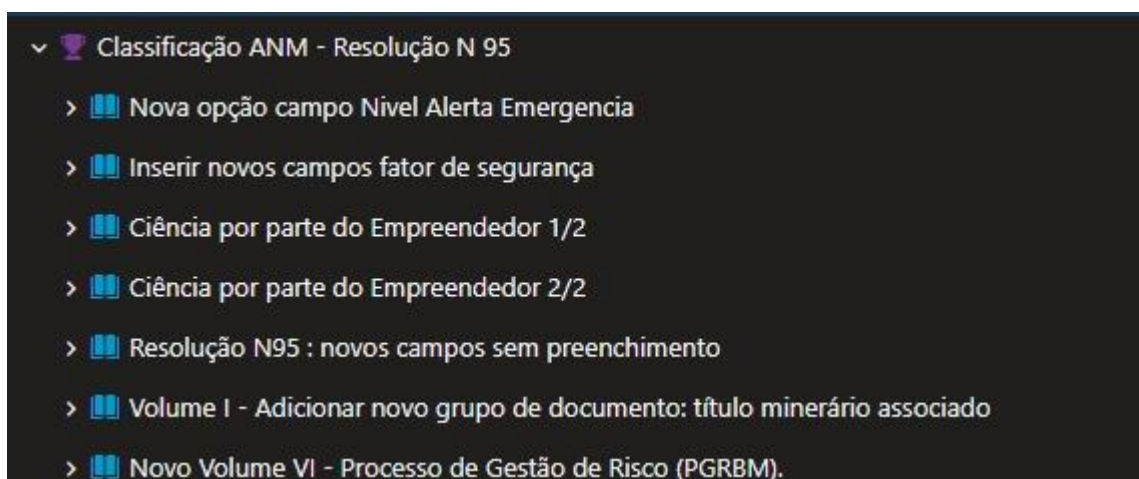 Classificação ANM - Resolução N 95
Nova opção campo Nivel Alerta Emergencia
Inserir novos campos fator de segurança
Ciência por parte do Empreendedor 1/2
Ciência por parte do Empreendedor 2/2
Resolução N95 : novos campos sem preenchimento
Volume I - Adicionar novo grupo de documento: título minerário associado
Novo Volume VI - Processo de Gestão de Risco (PGRBM).